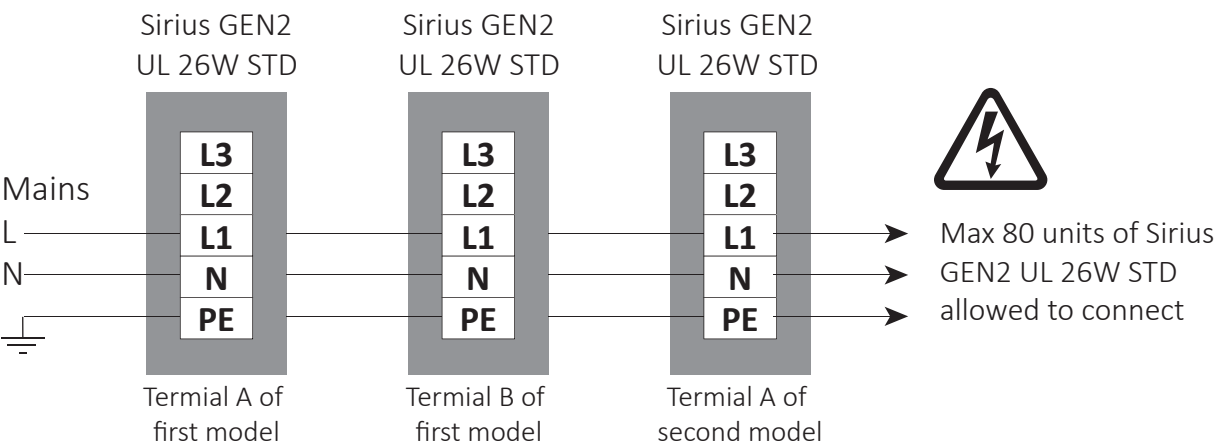 Sirius GEN2
UL 26W STD
Sirius GEN2
UL 26W STD
Sirius GEN2
UL 26W STD
Mains
L
N
L3
L2
L1
N
PE
L3
L2
L1
N
PE
L3
L2
L1
N
PE
Max 80 units of Sirius
GEN2 UL 26W STD
allowed to connect
Termial A of
first model
Termial B of
first model
Termial A of
second model